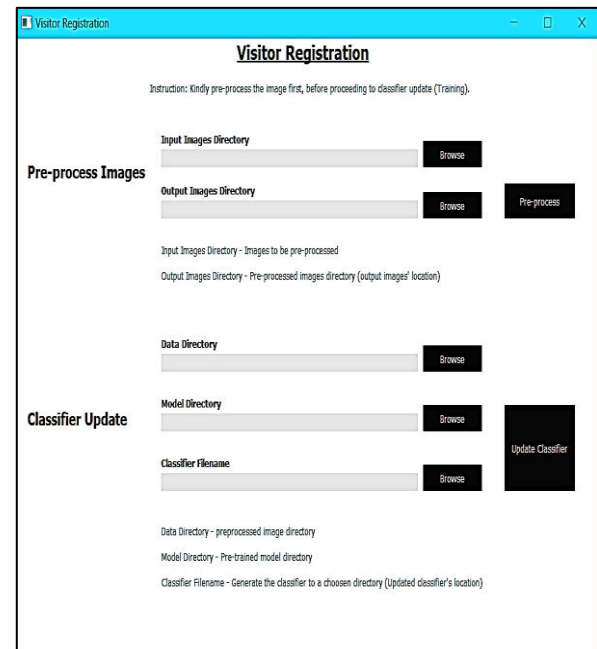 Visitor Registration
Visitor Registration
Instruction: Kindly pre-process the image first, before proceeding to classifier update (Training).
Pre-process Images
Input Images Directory
Browse
Output Images Directory
Browse
Pre-process
Input Images Directory - Images to be pre-processed
Output Images Directory - Pre-processed images directory (output images' location)
Classifier Update
Data Directory
Browse
Model Directory
Browse
Classifier Filename
Browse
Update Classifier
Data Directory - preprocessed image directory
Model Directory - Pre-trained model directory
Classifier Filename - Generate the classifier to a choosen directory (Updated classifier's location)